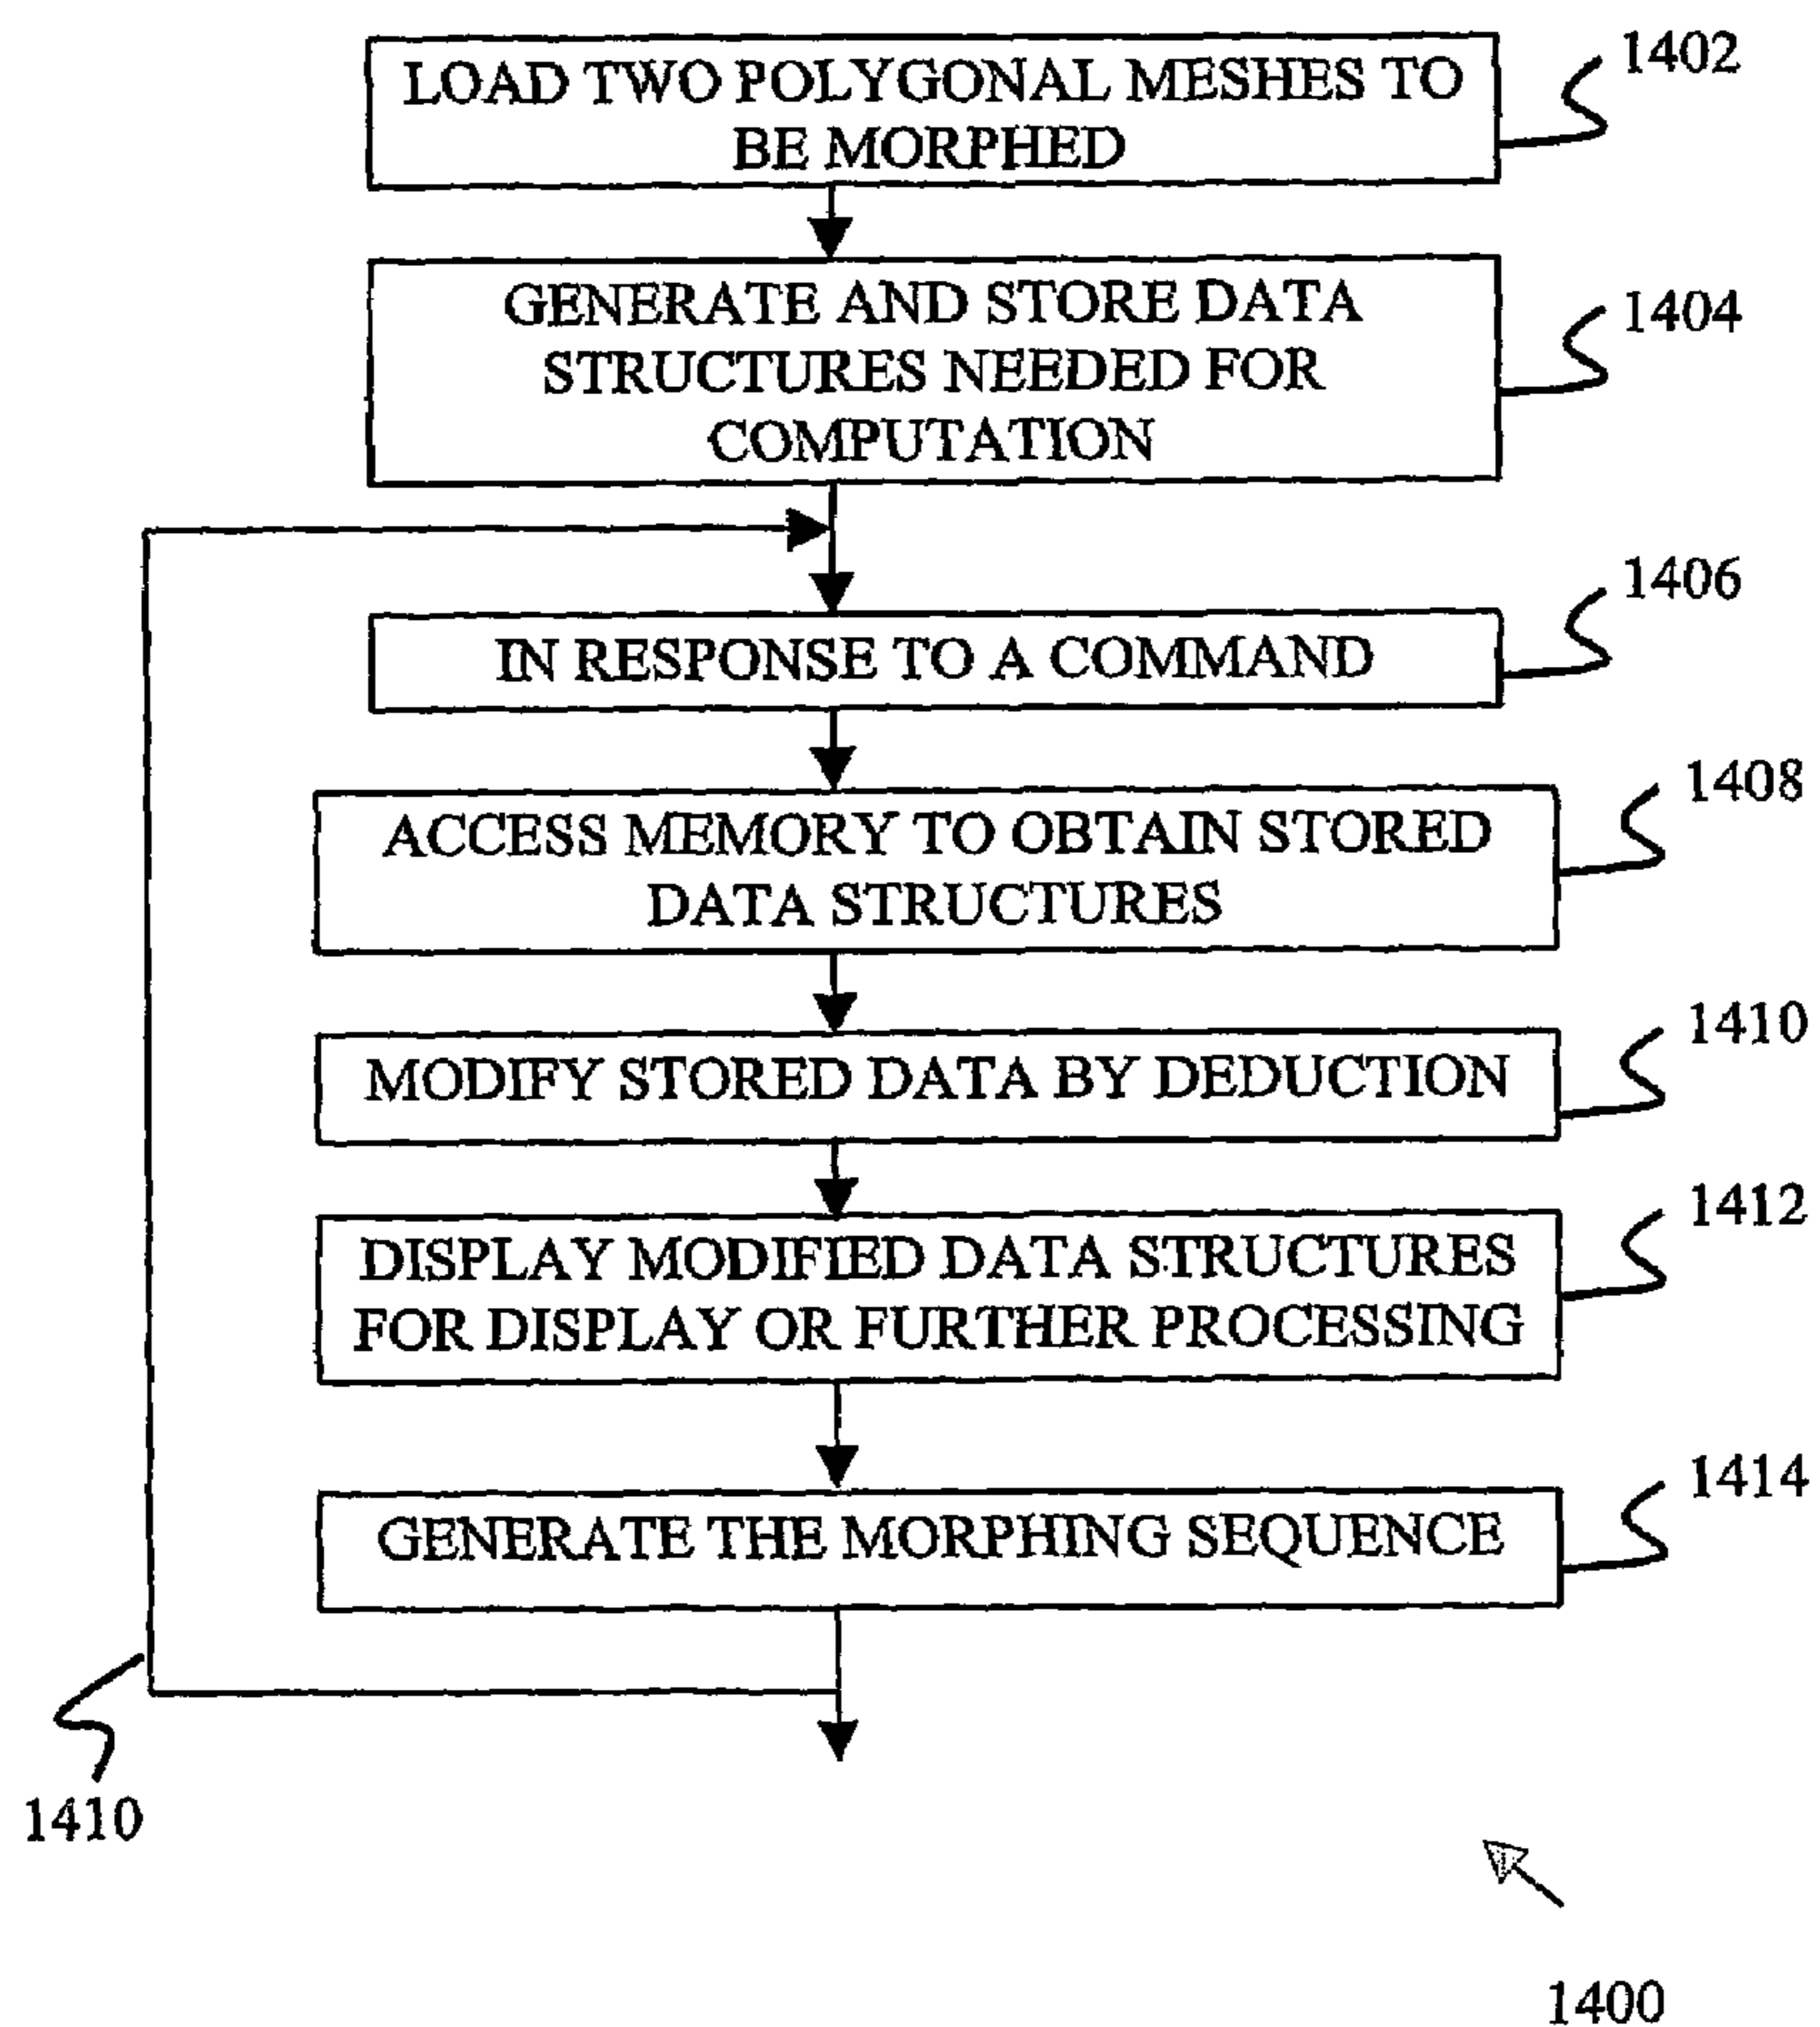 LOAD TWO POLYGONAL MESHES TO
BE MORPHED
1402
GENERATE AND STORE DATA
STRUCTURES NEEDED FOR
COMPUTATION
1404
IN RESPONSE TO A COMMAND
1406
ACCESS MEMORY TO OBTAIN STORED
DATA STRUCTURES
1408
MODIFY STORED DATA BY DEDUCTION
1410
DISPLAY MODIFIED DATA STRUCTURES
FOR DISPLAY OR FURTHER PROCESSING
1412
GENERATE THE MORPHING SEQUENCE
1414
1410
1400